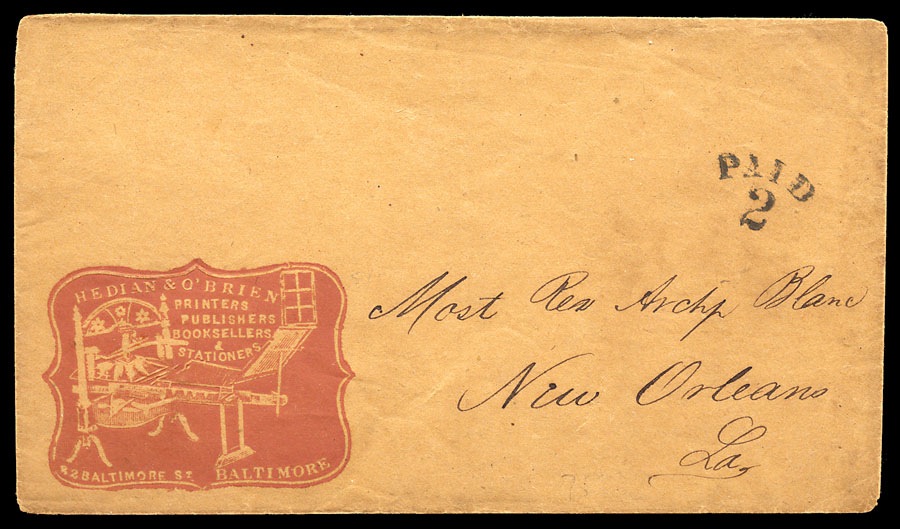 PAID
2
HEDIAN & O'BRIEN
PRINTERS
PUBLISHERS
BOOKSELLERS
&
STATIONERS
82 BALTIMORE ST BALTIMORE
Most Rev Archp Blanc
New Orleans
La,